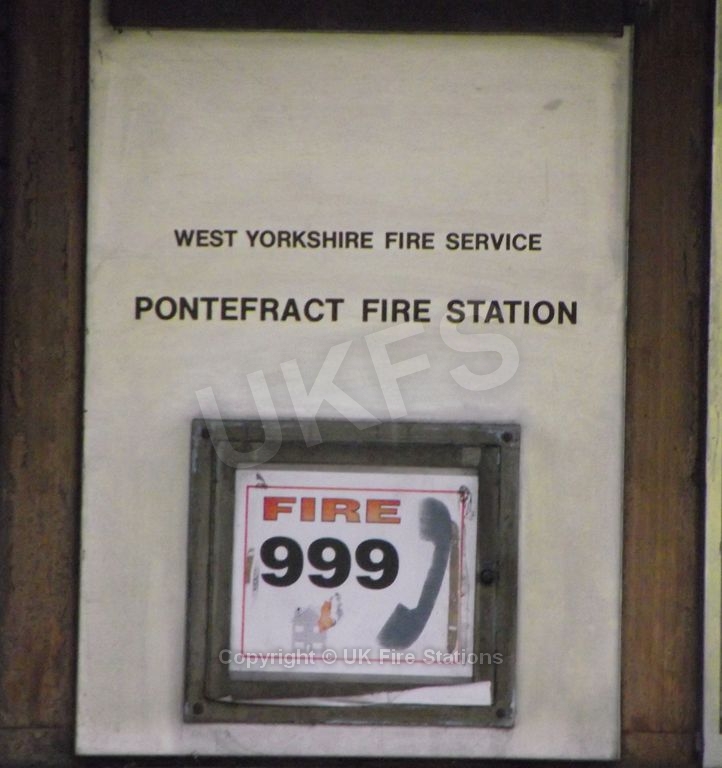 WEST YORKSHIRE FIRE SERVICE
PONTEFRACT FIRE STATION
UKFS
FIRE
999
Copyright © UK Fire Stations